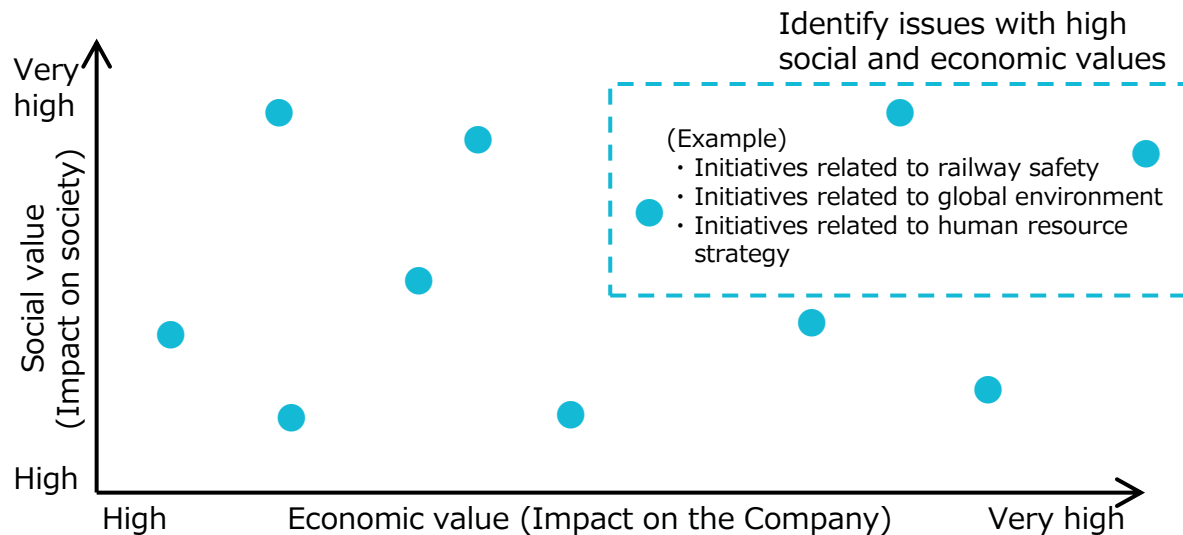 Identify issues with high
social and economic values
Very
high
(Example)
・Initiatives related to railway safety
・Initiatives related to global environment
・Initiatives related to human resource
strategy
Social value
(Impact on society)
High
High
Economic value (Impact on the Company)
Very high